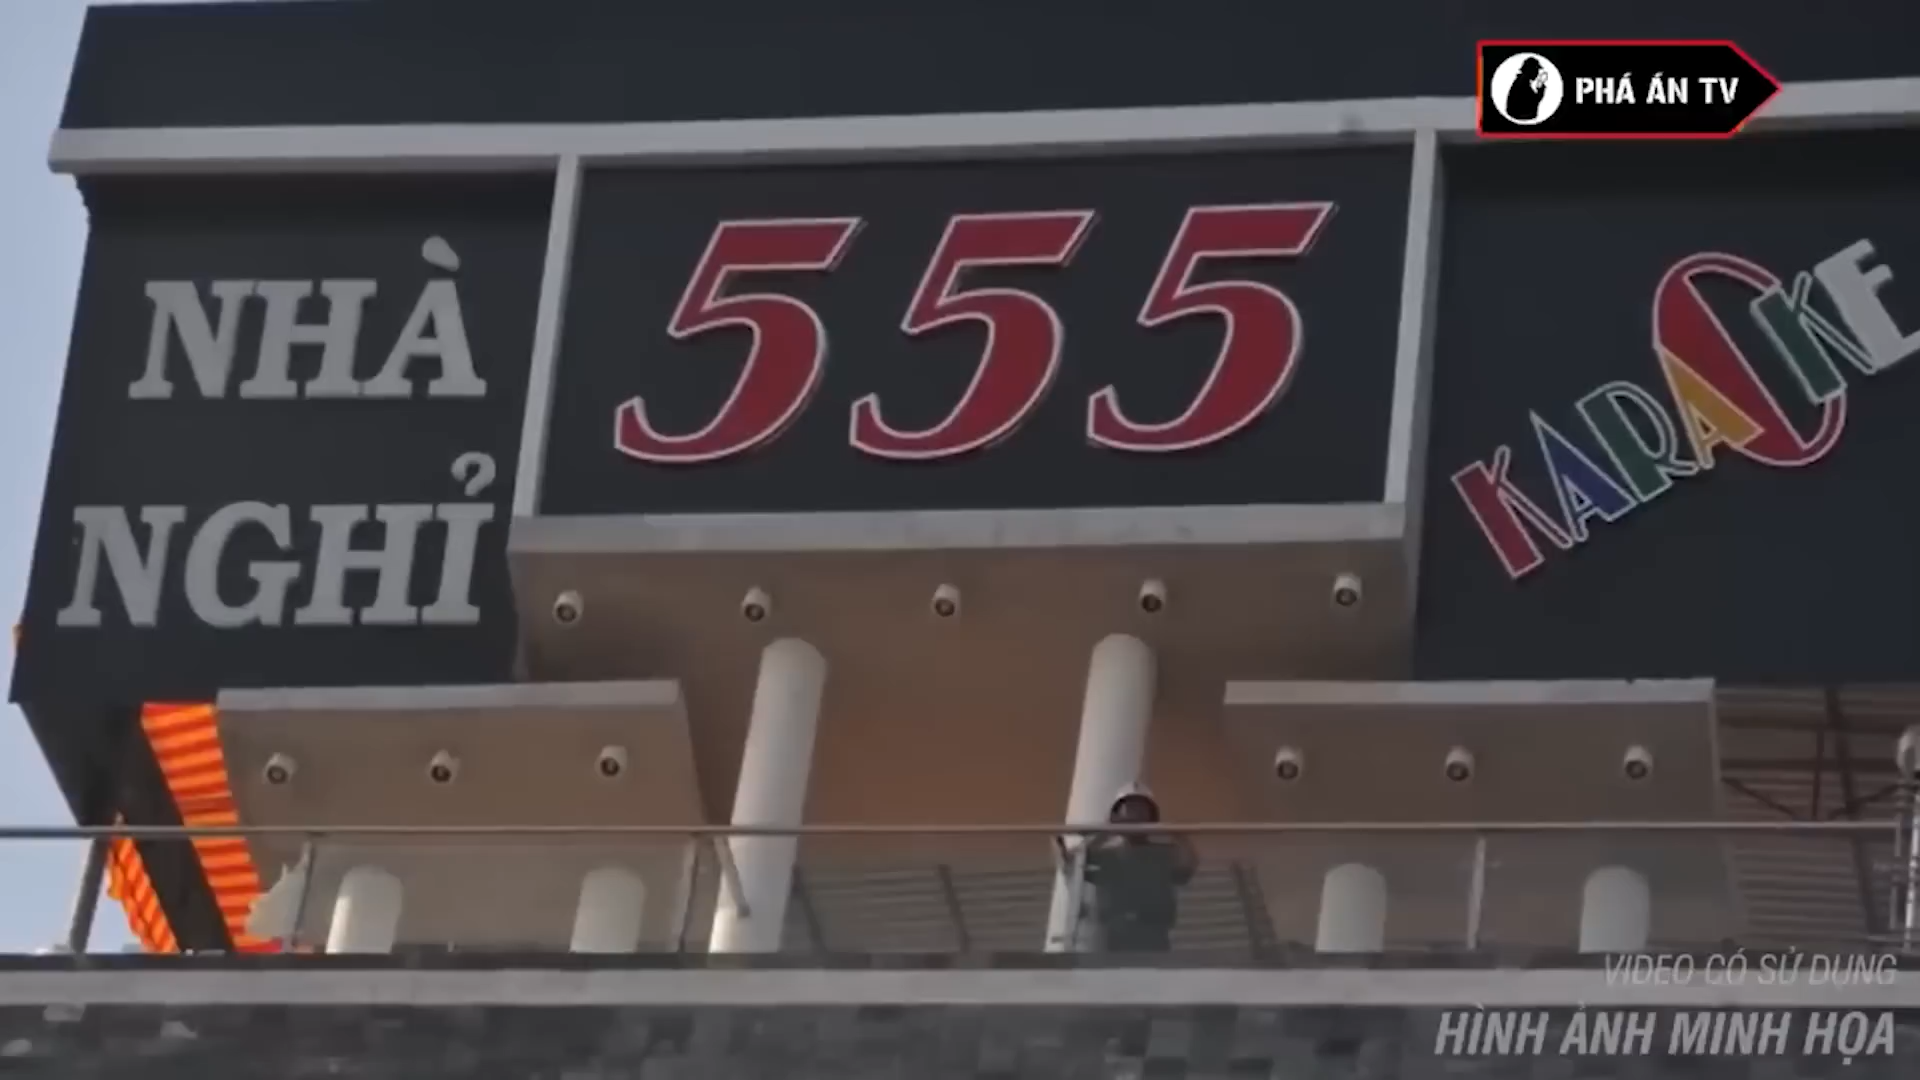 PHÁ ÁN TV
NHÀ
NGHỈ
555
KARAOKE
VIDEO CÓ SỬ DỤNG
HÌNH ẢNH MINH HỌA